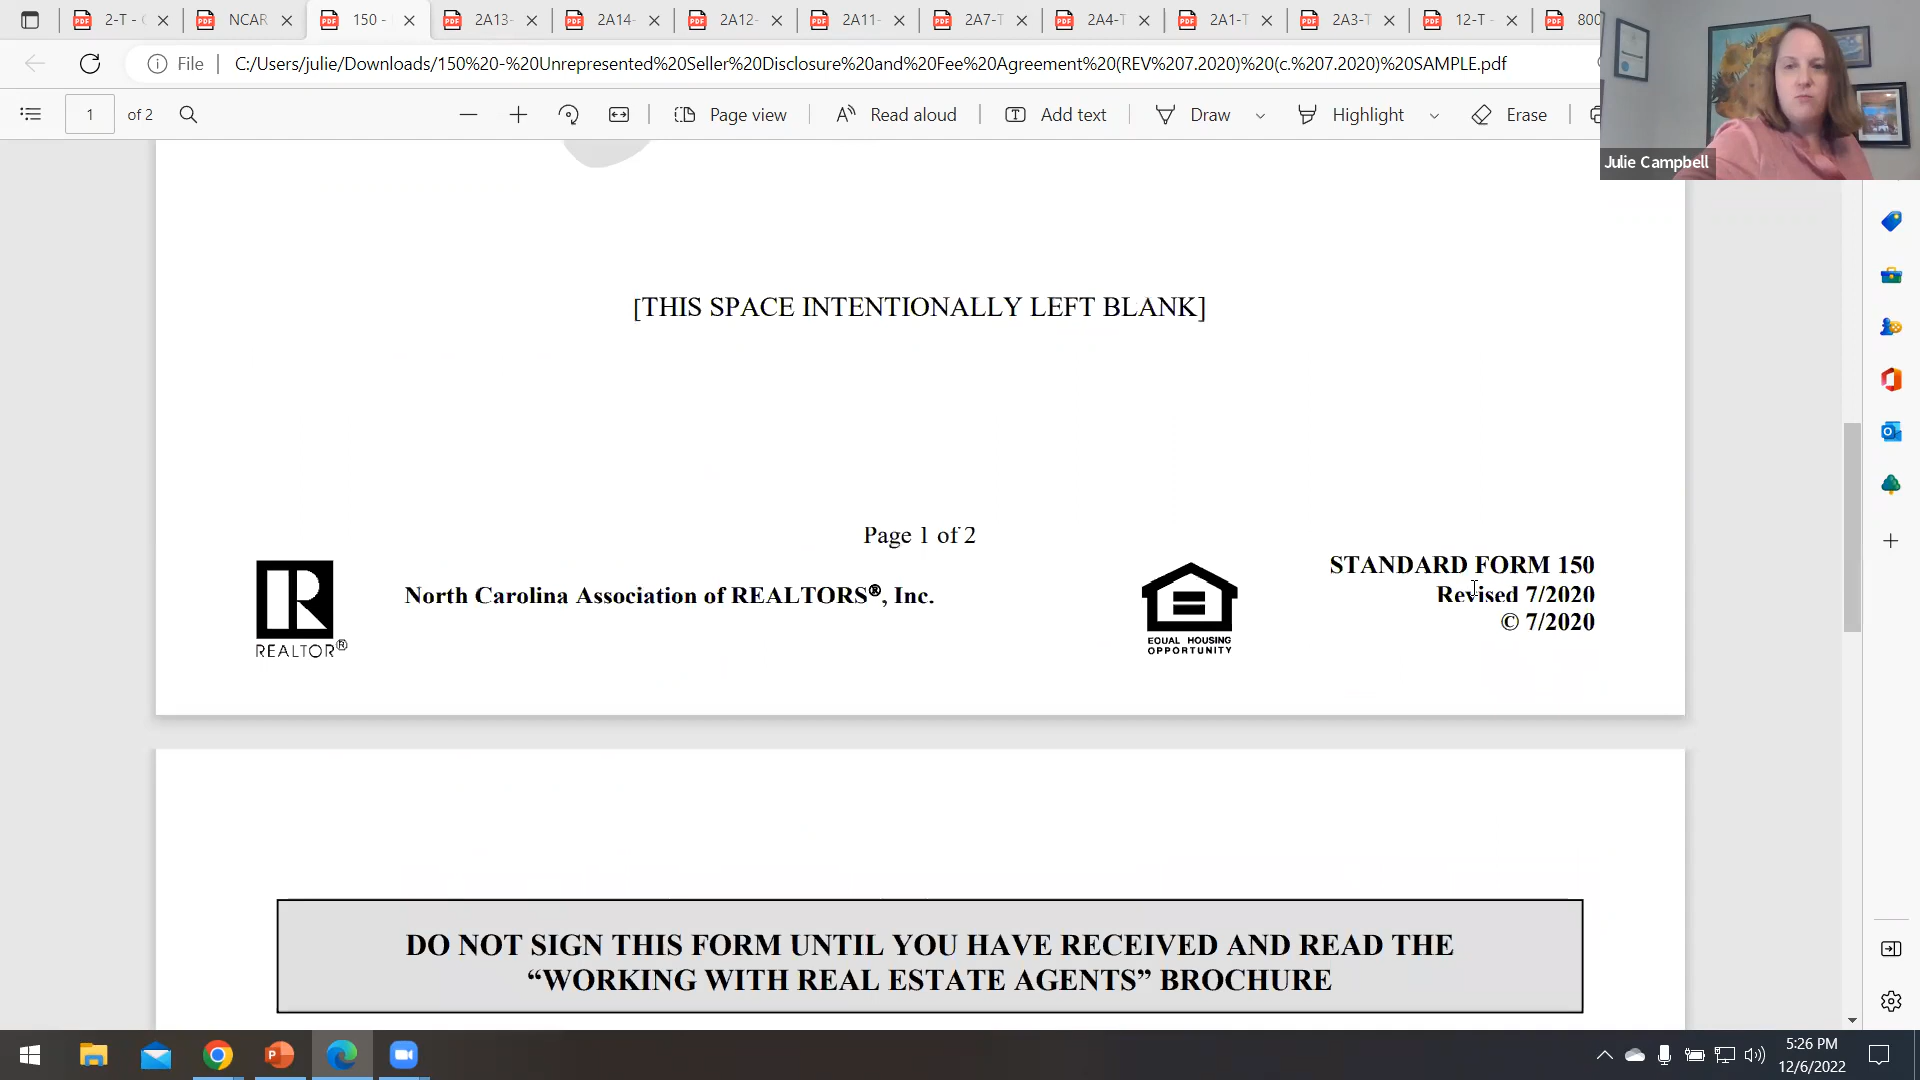 2-T -
NCAR
150 -
2A13-
2A14-
2A12-
2A11-
2A7-T
2A4-T
2A1-T
2A3-T
12-T -
800
File
C:/Users/julie/Downloads/150%20-%20Unrepresented%20Seller%20Disclosure%20and%20Fee%20Agreement%20(REV%207.2020)%20(c.%207.2020)%20SAMPLE.pdf
1 of 2
Page view
Read aloud
Add text
Draw
Highlight
Erase
Julie Campbell
[THIS SPACE INTENTIONALLY LEFT BLANK]
Page 1 of 2
REALTOR®
North Carolina Association of REALTORS®, Inc.
EQUAL HOUSING
OPPORTUNITY
STANDARD FORM 150
Revised 7/2020
© 7/2020
DO NOT SIGN THIS FORM UNTIL YOU HAVE RECEIVED AND READ THE
“WORKING WITH REAL ESTATE AGENTS” BROCHURE
5:26 PM
12/6/2022